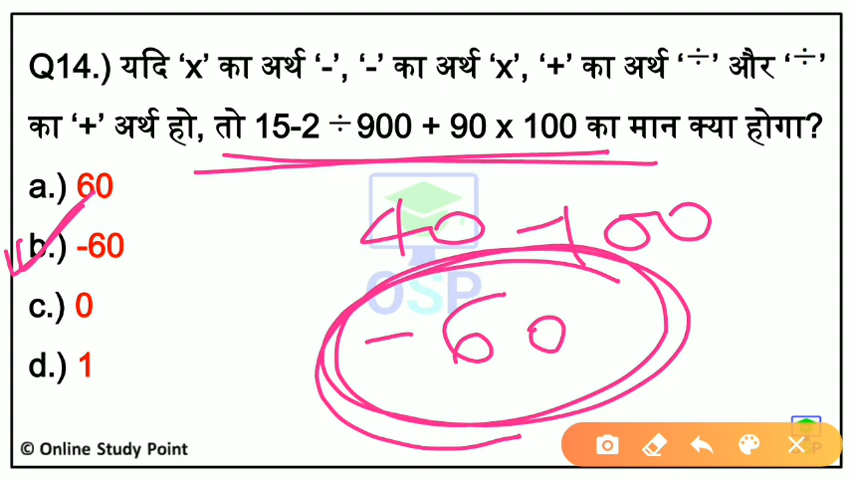 Q14.) यदि ‘x’ का अर्थ ‘-’, ‘-’ का अर्थ ‘x’, ‘+’ का अर्थ ‘÷’ और ‘÷’
का ‘+’ अर्थ हो, तो 15-2 ÷ 900 + 90 x 100 का मान क्या होगा?
a.) 60
b.) -60
c.) 0
d.) 1
40 - 100
- 60
OSP
© Online Study Point
OSP